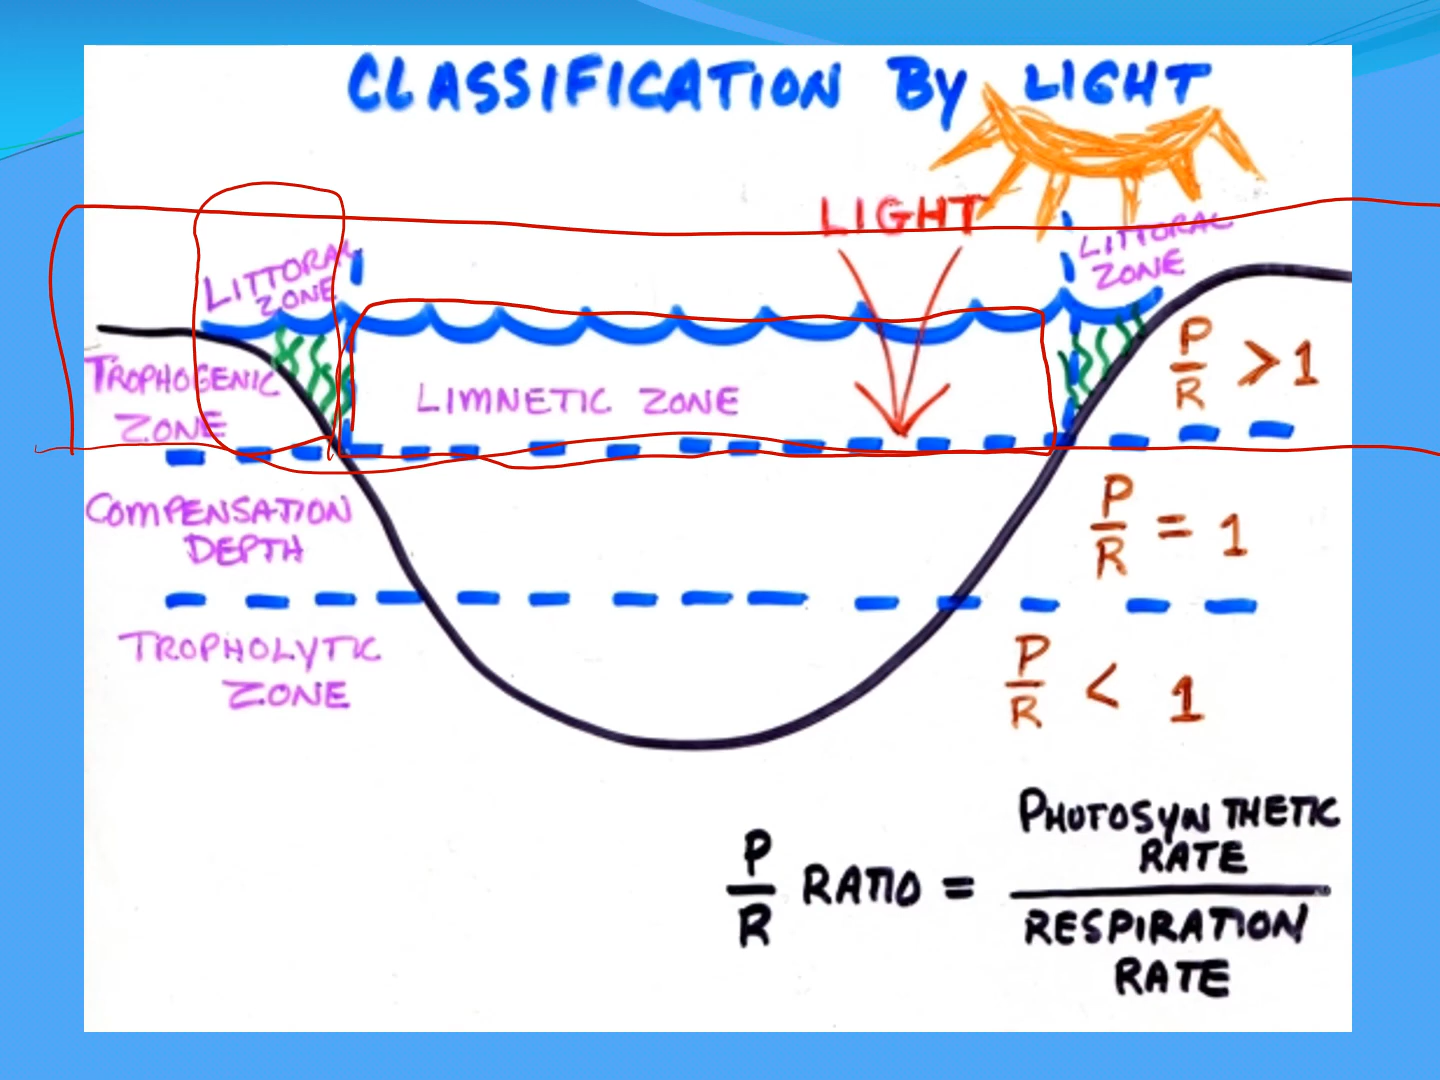 CLASSIFICATION BY LIGHT
LIGHT
LITTORAL
ZONE
LITTORAL
ZONE
TROPHOGENIC
ZONE
LIMNETIC ZONE
P
R
> 1
COMPENSATION
DEPTH
P
R
= 1
TROPHOLYTIC
ZONE
P
R
< 1
P
R
RATIO =
PHOTOSYNTHETIC
RATE
RESPIRATION
RATE